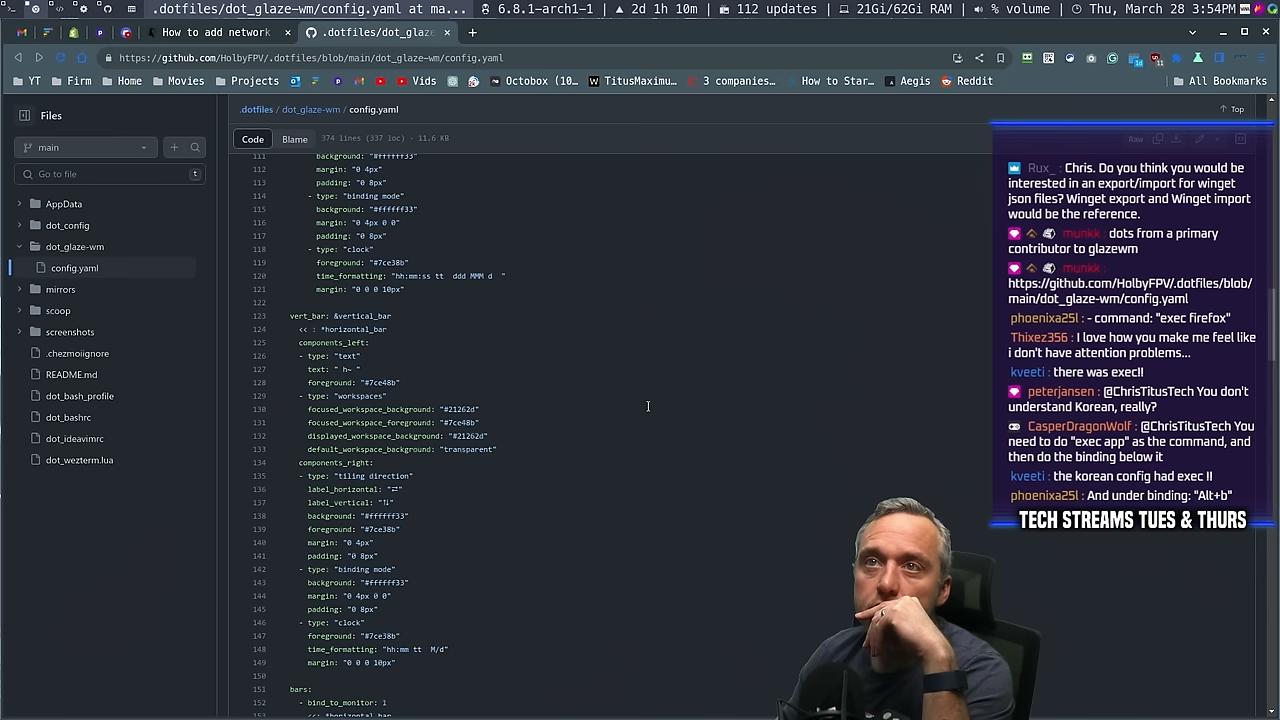 .dotfiles/dot_glaze-wm/config.yaml at ma...
6.8.1-arch1-1
2d 1h 10m
112 updates
21Gi/62Gi RAM
% volume
Thu, March 28 3:54PM
How to add network
.dotfiles/dot_glaze
https://github.com/HolbyFPV/.dotfiles/blob/main/dot_glaze-wm/config.yaml
YT
Firm
Home
Movies
Projects
Vids
Octobox (10...
TitusMaximu...
3 companies...
How to Star...
Aegis
Reddit
All Bookmarks
Files
.dotfiles / dot_glaze-wm / config.yaml
Top
main
Code
Blame
374 lines (337 loc) · 11.6 KB
Raw
Go to file
t
AppData
dot_config
dot_glaze-wm
config.yaml
mirrors
scoop
screenshots
.chezmoiignore
README.md
dot_bash_profile
dot_bashrc
dot_ideavimrc
dot_wezterm.lua
111 background: "#ffffff33"
112 margin: "0 4px"
113 padding: "0 8px"
114 - type: "binding mode"
115 background: "#ffffff33"
116 margin: "0 4px 0 0"
117 padding: "0 8px"
118 - type: "clock"
119 foreground: "#7ce38b"
120 time_formatting: "hh:mm:ss tt  ddd MMM d  "
121 margin: "0 0 0 10px"
122
123 vert_bar: &vertical_bar
124 << : *horizontal_bar
125 components_left:
126 - type: "text"
127 text: " h~ "
128 foreground: "#7ce48b"
129 - type: "workspaces"
130 focused_workspace_background: "#21262d"
131 focused_workspace_foreground: "#7ce48b"
132 displayed_workspace_background: "#21262d"
133 default_workspace_background: "transparent"
134 components_right:
135 - type: "tiling direction"
136 label_horizontal: "⇄"
137 label_vertical: "⇅"
138 background: "#ffffff33"
139 foreground: "#7ce38b"
140 margin: "0 4px"
141 padding: "0 8px"
142 - type: "binding mode"
143 background: "#ffffff33"
144 margin: "0 4px 0 0"
145 padding: "0 8px"
146 - type: "clock"
147 foreground: "#7ce38b"
148 time_formatting: "hh:mm tt  M/d"
149 margin: "0 0 0 10px"
150
151 bars:
152 - bind_to_monitor: 1
153 <<: *horizontal_bar
Rux_ : Chris. Do you think you would be
interested in an export/import for winget
json files? Winget export and Winget import
would be the reference.
munkk : dots from a primary
contributor to glazewm
munkk :
https://github.com/HolbyFPV/.dotfiles/blob/
main/dot_glaze-wm/config.yaml
phoenixa25l : - command: "exec firefox"
Thixez356 : I love how you make me feel like
i don't have attention problems...
kveeti : there was exec!!
peterjansen : @ChrisTitusTech You don't
understand Korean, really?
CasperDragonWolf : @ChrisTitusTech You
need to do "exec app" as the command, and
then do the binding below it
kveeti : the korean config had exec !!
phoenixa25l : And under binding: "Alt+b"
TECH STREAMS TUES & THURS